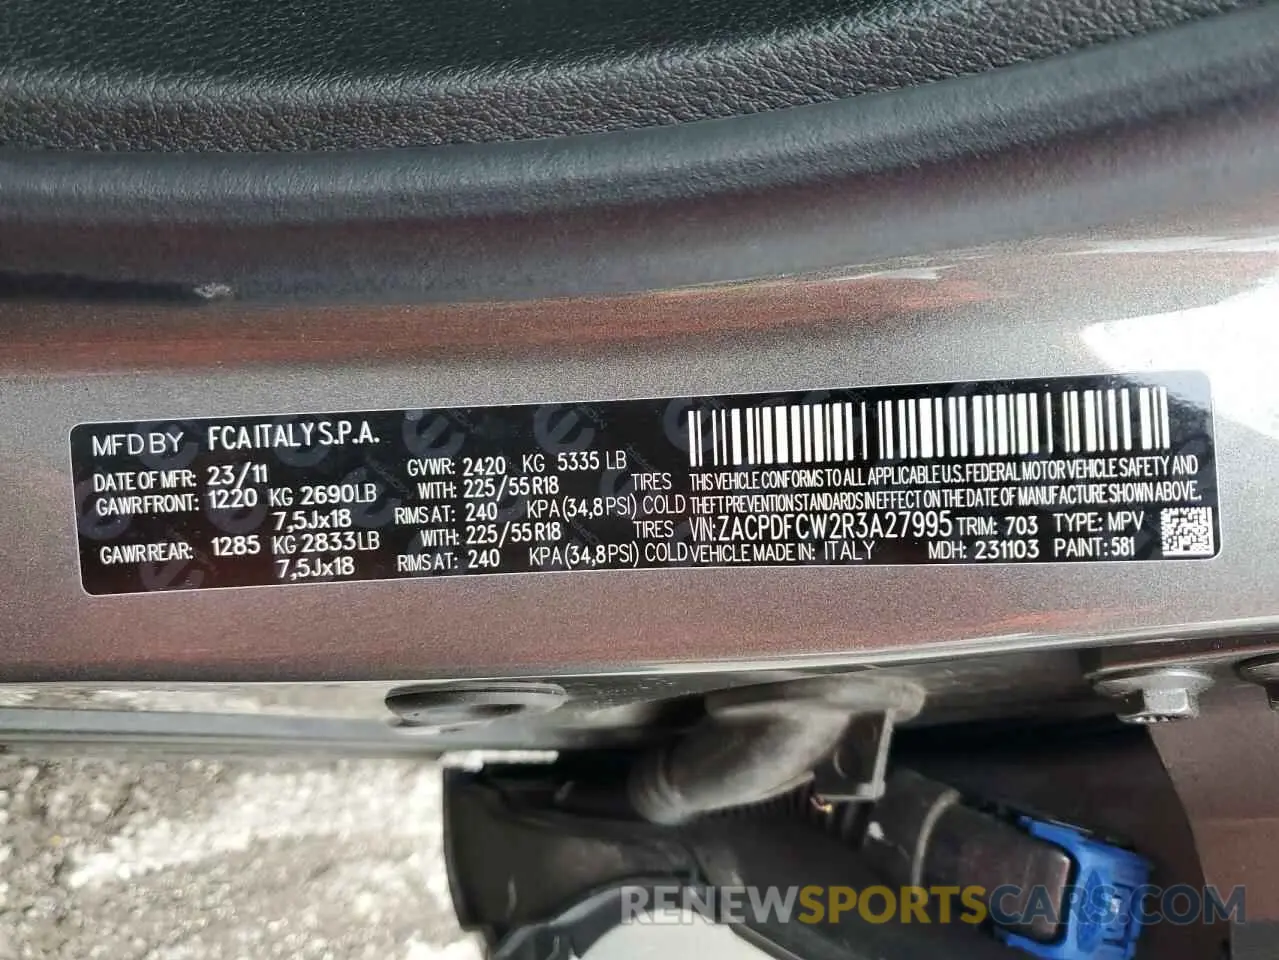 MFD BY FCA ITALY S.P.A.
DATE OF MFR: 23/11 GVWR: 2420 KG 5335 LB
GAWR FRONT: 1220 KG 2690LB WITH: 225/55 R18 TIRES
7,5Jx18 RIMS AT: 240 KPA (34,8PSI) COLD
GAWR REAR: 1285 KG 2833LB WITH: 225/55 R18 TIRES
7,5Jx18 RIMS AT: 240 KPA (34,8 PSI) COLD
THIS VEHICLE CONFORMS TO ALL APPLICABLE U.S. FEDERAL MOTOR VEHICLE SAFETY AND
THEFT PREVENTION STANDARDS IN EFFECT ON THE DATE OF MANUFACTURE SHOWN ABOVE.
VIN: ZACPDFCW2R3A27995 TRIM: 703 TYPE: MPV
VEHICLE MADE IN: ITALY MDH: 231103 PAINT: 581
RENEWSPORTSCARS.COM